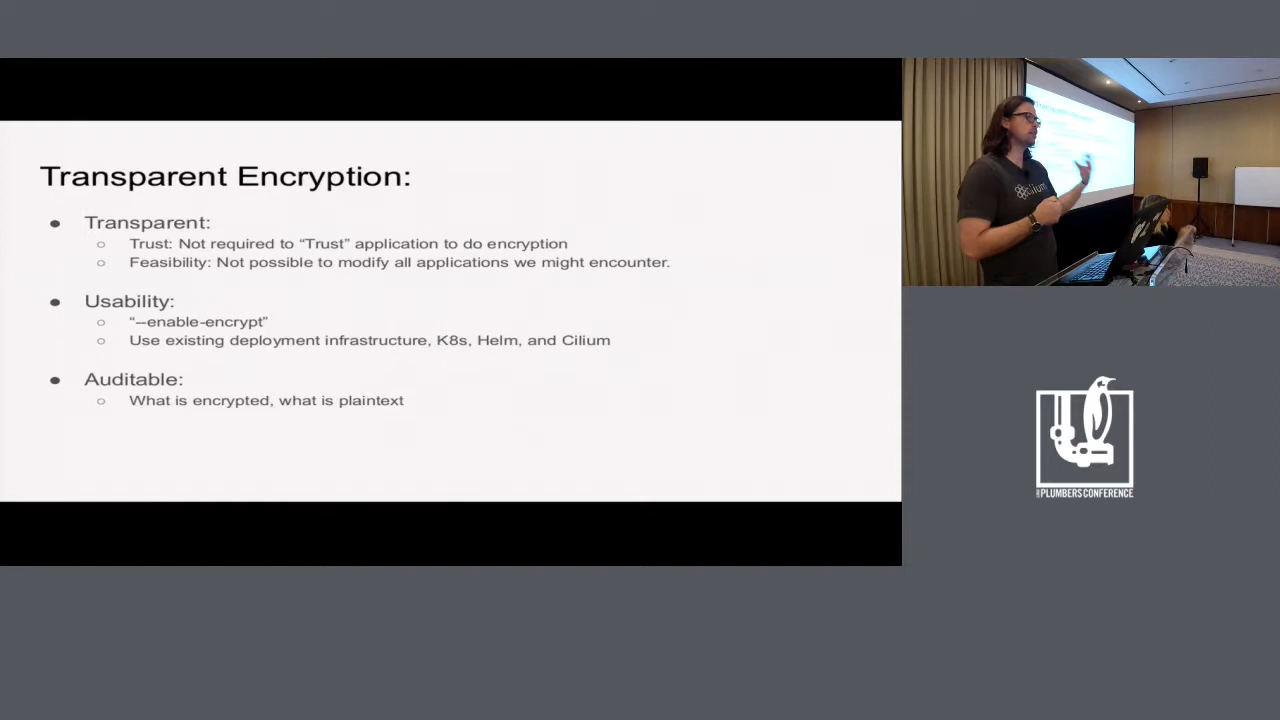 Transparent Encryption:
● Transparent:
○ Trust: Not required to “Trust” application to do encryption
○ Feasibility: Not possible to modify all applications we might encounter.
● Usability:
○ “--enable-encrypt”
○ Use existing deployment infrastructure, K8s, Helm, and Cilium
● Auditable:
○ What is encrypted, what is plaintext
cilium
PLUMBERS CONFERENCE